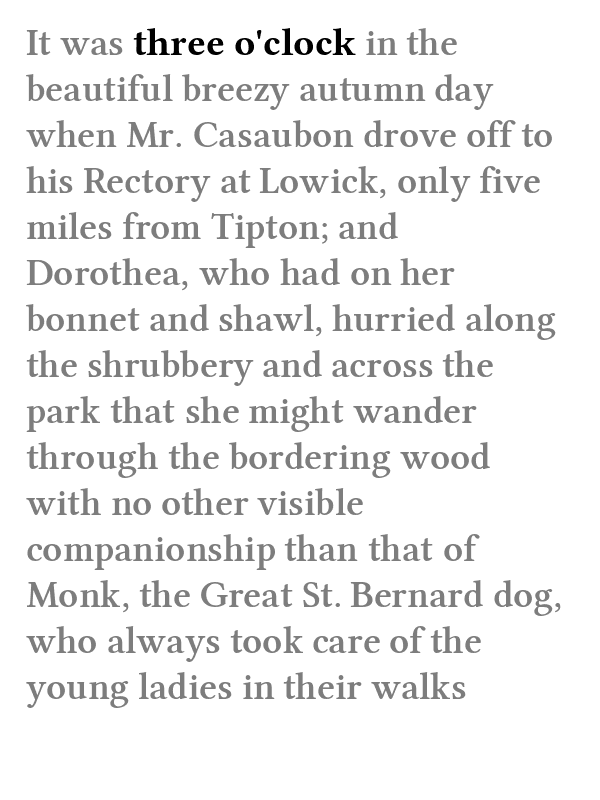 It was three o'clock in the
beautiful breezy autumn day
when Mr. Casaubon drove off to
his Rectory at Lowick, only five
miles from Tipton; and
Dorothea, who had on her
bonnet and shawl, hurried along
the shrubbery and across the
park that she might wander
through the bordering wood
with no other visible
companionship than that of
Monk, the Great St. Bernard dog,
who always took care of the
young ladies in their walks